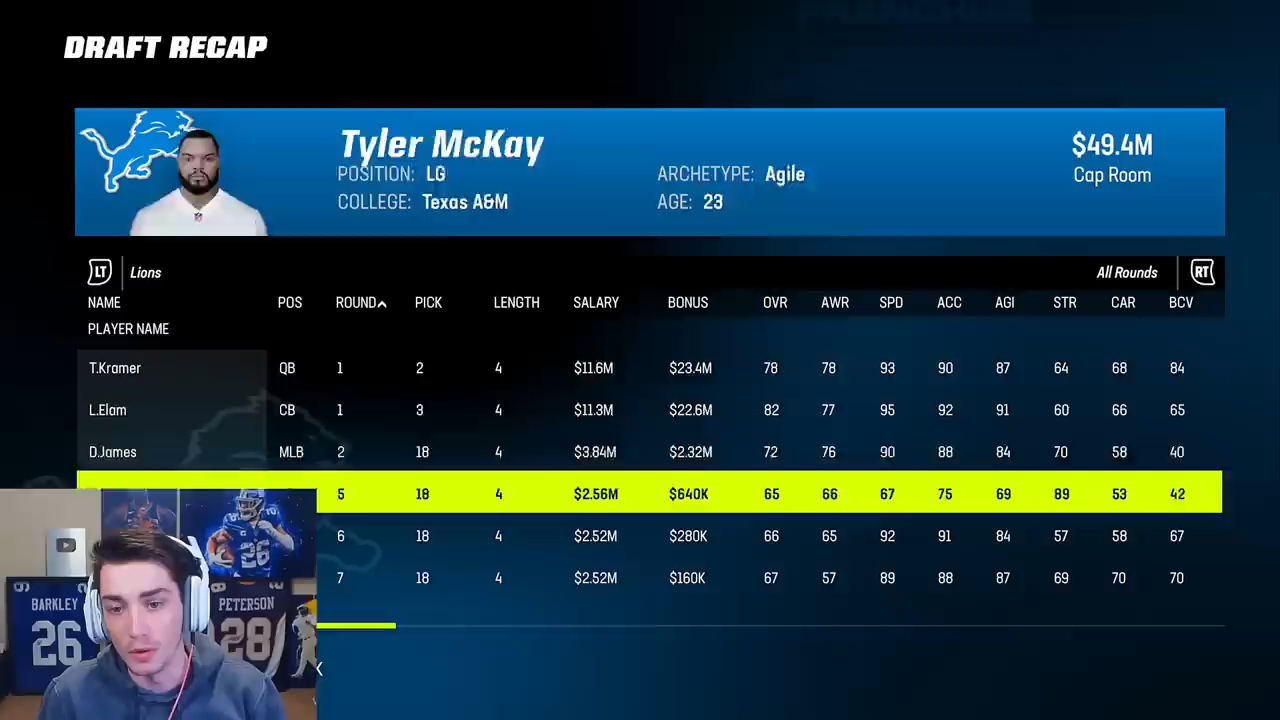 DRAFT RECAP
Tyler McKay
POSITION: LG
COLLEGE: Texas A&M
ARCHETYPE: Agile
AGE: 23
$49.4M
Cap Room
LT Lions All Rounds RT
NAME POS ROUND PICK LENGTH SALARY BONUS OVR AWR SPD ACC AGI STR CAR BCV
PLAYER NAME
T.Kramer QB 1 2 4 $11.6M $23.4M 78 78 93 90 87 64 68 84
L.Elam CB 1 3 4 $11.3M $22.6M 82 77 95 92 91 60 66 65
D.James MLB 2 18 4 $3.84M $2.32M 72 76 90 88 84 70 58 40
5 18 4 $2.56M $640K 65 66 67 75 69 89 53 42
6 18 4 $2.52M $280K 66 65 92 91 84 57 58 67
7 18 4 $2.52M $160K 67 57 89 88 87 69 70 70
BARKLEY
26
26
PETERSON
28